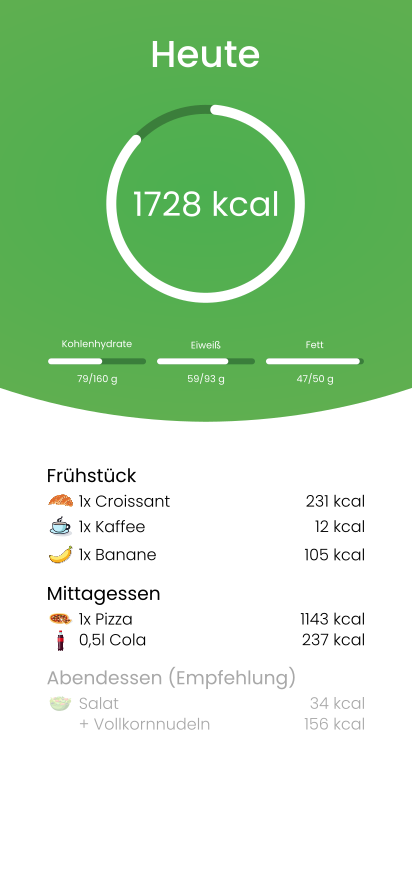 Heute
1728 kcal
Kohlenhydrate Eiweiß Fett
79/160 g 59/93 g 47/50 g
Frühstück
1x Croissant 231 kcal
1x Kaffee 12 kcal
1x Banane 105 kcal
Mittagessen
1x Pizza 1143 kcal
0,5l Cola 237 kcal
Abendessen (Empfehlung)
Salat 34 kcal
+ Vollkornnudeln 156 kcal